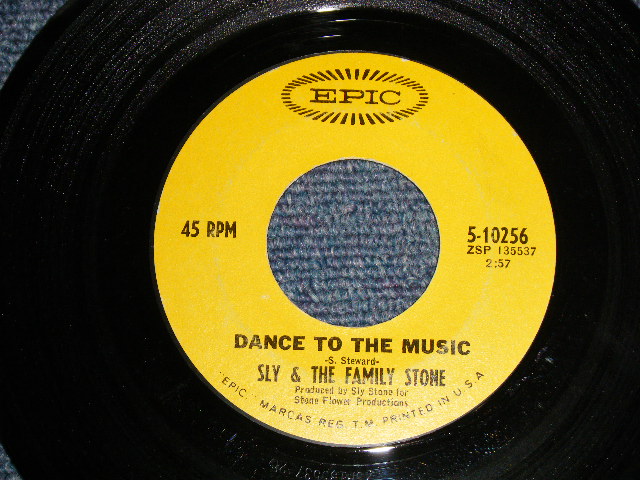 EPIC
45 RPM
5-10256
ZSP 135537
2:57
DANCE TO THE MUSIC
-S. Steward-
SLY & THE FAMILY STONE
Produced by Sly Stone for
Stone Flower Productions
"EPIC," MARCAS REG. T.M. PRINTED IN U.S.A